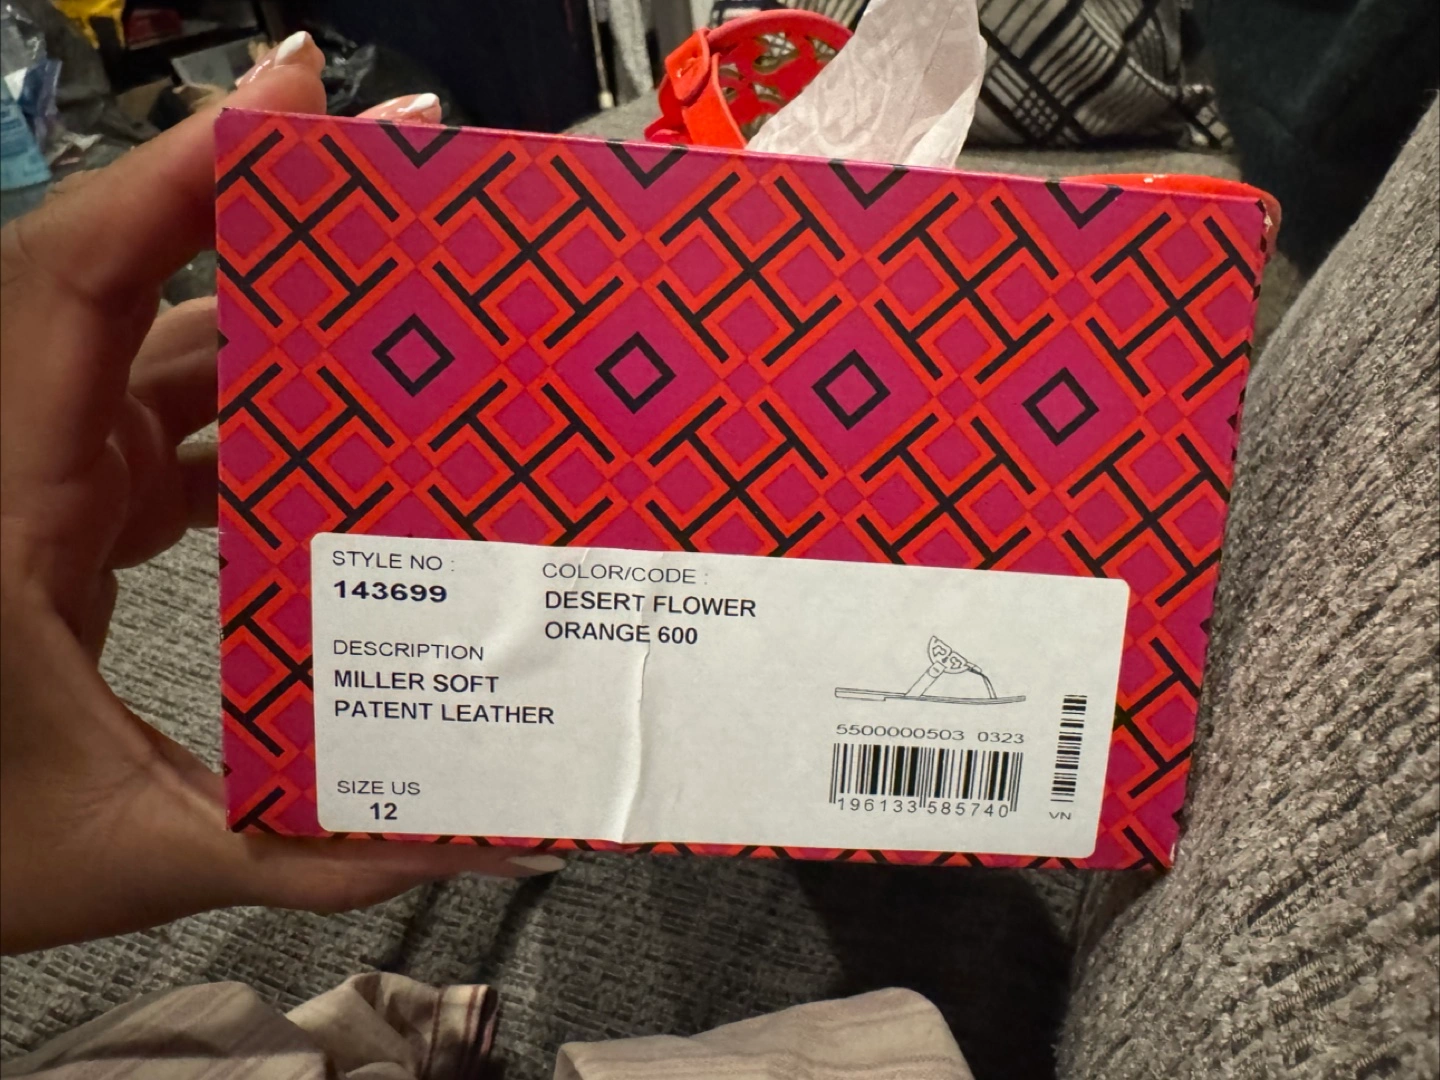 STYLE NO :
143699
COLOR/CODE :
DESERT FLOWER
ORANGE 600
DESCRIPTION
MILLER SOFT
PATENT LEATHER
SIZE US
12
5500000503 0323
196133 585740
VN